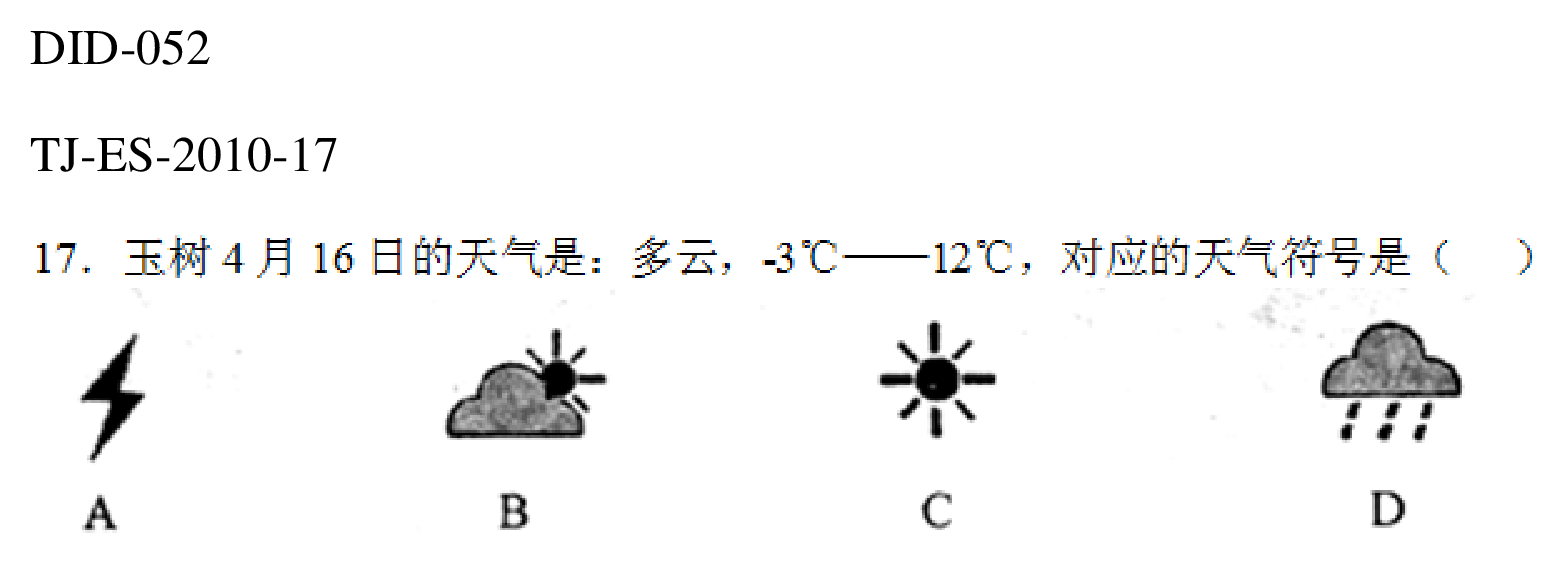 DID-052
TJ-ES-2010-17
17. 玉树 4 月 16 日的天气是：多云，-3℃——12℃，对应的天气符号是（　　）
A B C D